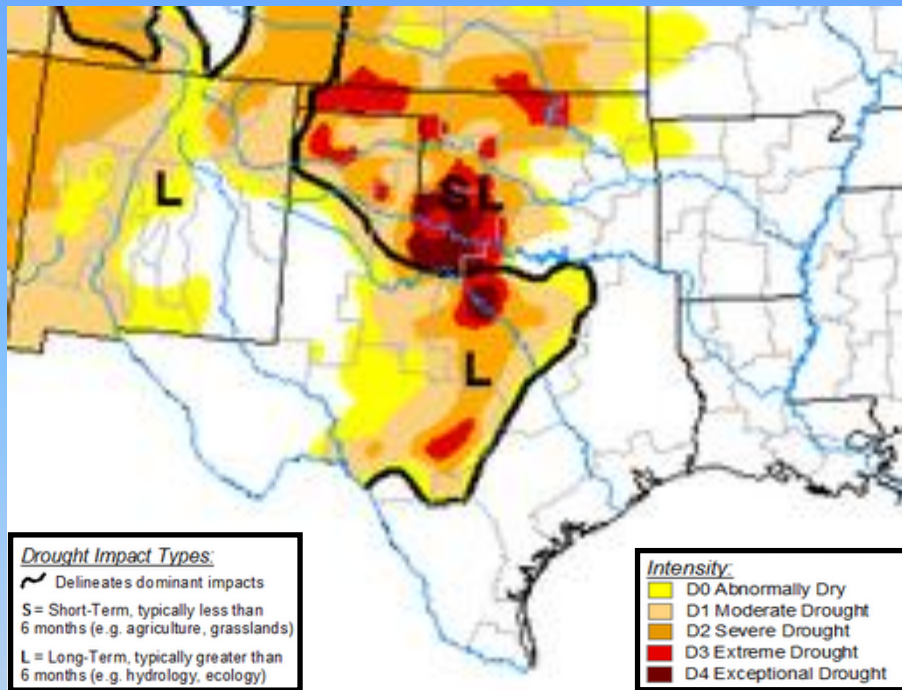 L
SL
L
Drought Impact Types:
Delineates dominant impacts
S = Short-Term, typically less than
6 months (e.g. agriculture, grasslands)
L = Long-Term, typically greater than
6 months (e.g. hydrology, ecology)
Intensity:
D0 Abnormally Dry
D1 Moderate Drought
D2 Severe Drought
D3 Extreme Drought
D4 Exceptional Drought